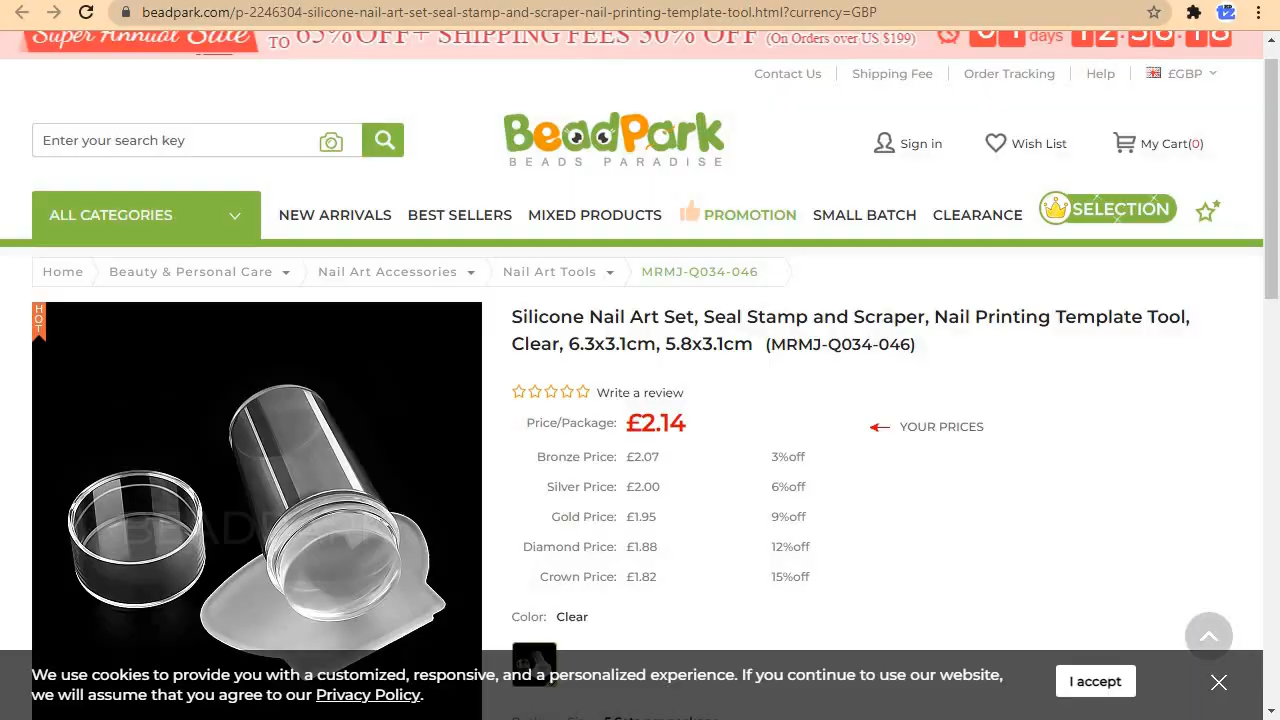 beadpark.com/p-2246304-silicone-nail-art-set-seal-stamp-and-scraper-nail-printing-template-tool.html?currency=GBP
Super Annual Sale TO 65%OFF+ SHIPPING FEES 30% OFF (On Orders over US $199) 01 days 12:56:18
Contact Us Shipping Fee Order Tracking Help £GBP
Enter your search key
BeadPark
BEADS PARADISE
Sign in Wish List My Cart(0)
ALL CATEGORIES NEW ARRIVALS BEST SELLERS MIXED PRODUCTS PROMOTION SMALL BATCH CLEARANCE SELECTION
Home Beauty & Personal Care Nail Art Accessories Nail Art Tools MRMJ-Q034-046
HOT
Silicone Nail Art Set, Seal Stamp and Scraper, Nail Printing Template Tool,
Clear, 6.3x3.1cm, 5.8x3.1cm (MRMJ-Q034-046)
Write a review
Price/Package: £2.14 YOUR PRICES
Bronze Price: £2.07 3%off
Silver Price: £2.00 6%off
Gold Price: £1.95 9%off
Diamond Price: £1.88 12%off
Crown Price: £1.82 15%off
Color: Clear
We use cookies to provide you with a customized, responsive, and a personalized experience. If you continue to use our website,
we will assume that you agree to our Privacy Policy.
I accept